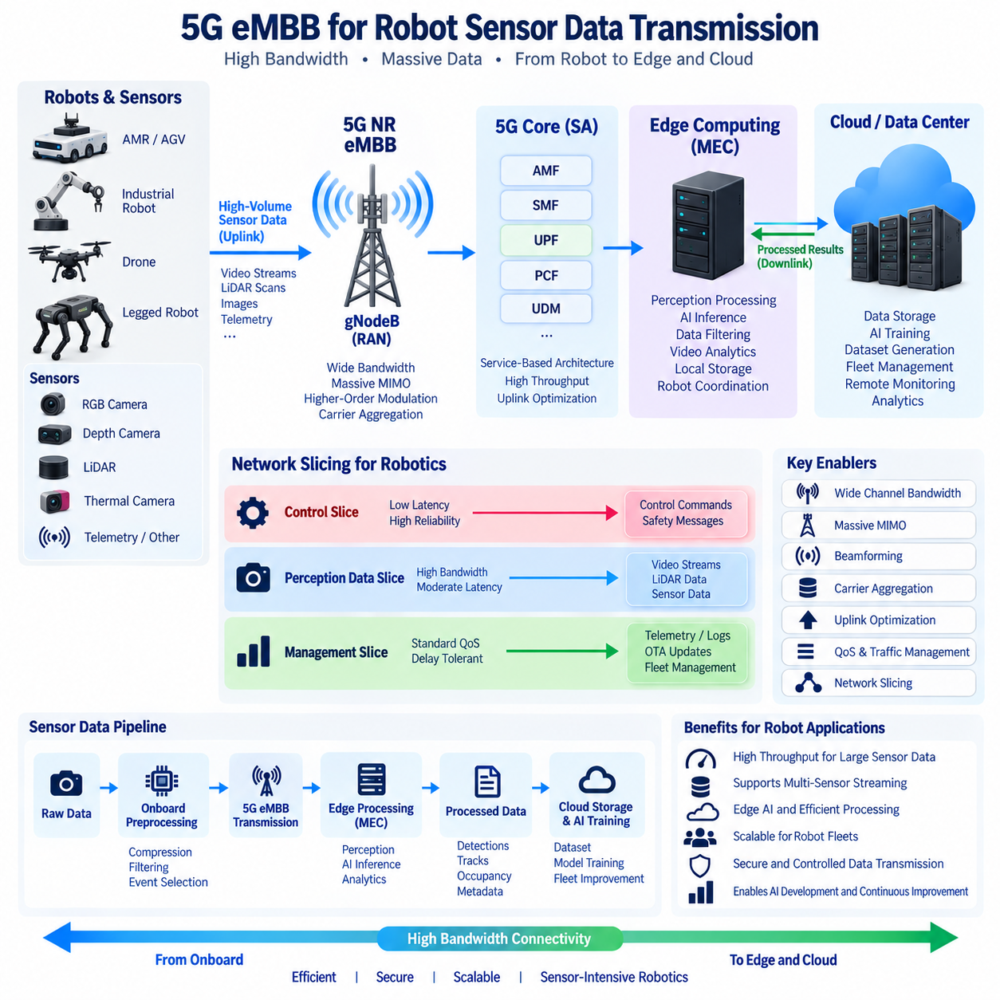 5G eMBB for Robot Sensor Data Transmission
High Bandwidth • Massive Data • From Robot to Edge and Cloud
Robots & Sensors
AMR / AGV
Industrial
Robot
Drone
Legged Robot
Sensors
RGB Camera
Depth Camera
LiDAR
Thermal Camera
Telemetry / Other
High-Volume
Sensor Data
(Uplink)
Video Streams
LiDAR Scans
Images
Telemetry
...
5G NR
eMBB
gNodeB
(RAN)
Wide Bandwidth
Massive MIMO
Higher-Order Modulation
Carrier Aggregation
5G Core (SA)
AMF
SMF
UPF
PCF
UDM
...
Service-Based Architecture
High Throughput
Uplink Optimization
Edge Computing
(MEC)
Perception Processing
AI Inference
Data Filtering
Video Analytics
Local Storage
Robot Coordination
Processed Results
(Downlink)
Cloud / Data Center
Data Storage
AI Training
Dataset Generation
Fleet Management
Remote Monitoring
Analytics
Network Slicing for Robotics
Control Slice
Low Latency
High Reliability
Control Commands
Safety Messages
Perception Data Slice
High Bandwidth
Moderate Latency
Video Streams
LiDAR Data
Sensor Data
Management Slice
Standard QoS
Delay Tolerant
Telemetry / Logs
OTA Updates
Fleet Management
Key Enablers
Wide Channel Bandwidth
Massive MIMO
Beamforming
Carrier Aggregation
Uplink Optimization
QoS & Traffic Management
Network Slicing
Sensor Data Pipeline
Raw Data
Onboard
Preprocessing
Compression
Filtering
Event Selection
5G eMBB
Transmission
Edge Processing
(MEC)
Perception
AI Inference
Analytics
Processed Data
Detections
Tracks
Occupancy
Metadata
Cloud Storage
& AI Training
Dataset
Model Training
Fleet Improvement
Benefits for Robot Applications
High Throughput for Large Sensor Data
Supports Multi-Sensor Streaming
Edge AI and Efficient Processing
Scalable for Robot Fleets
Secure and Controlled Data Transmission
Enables AI Development and Continuous Improvement
High Bandwidth Connectivity
From Onboard
To Edge and Cloud
Efficient | Secure | Scalable | Sensor-Intensive Robotics